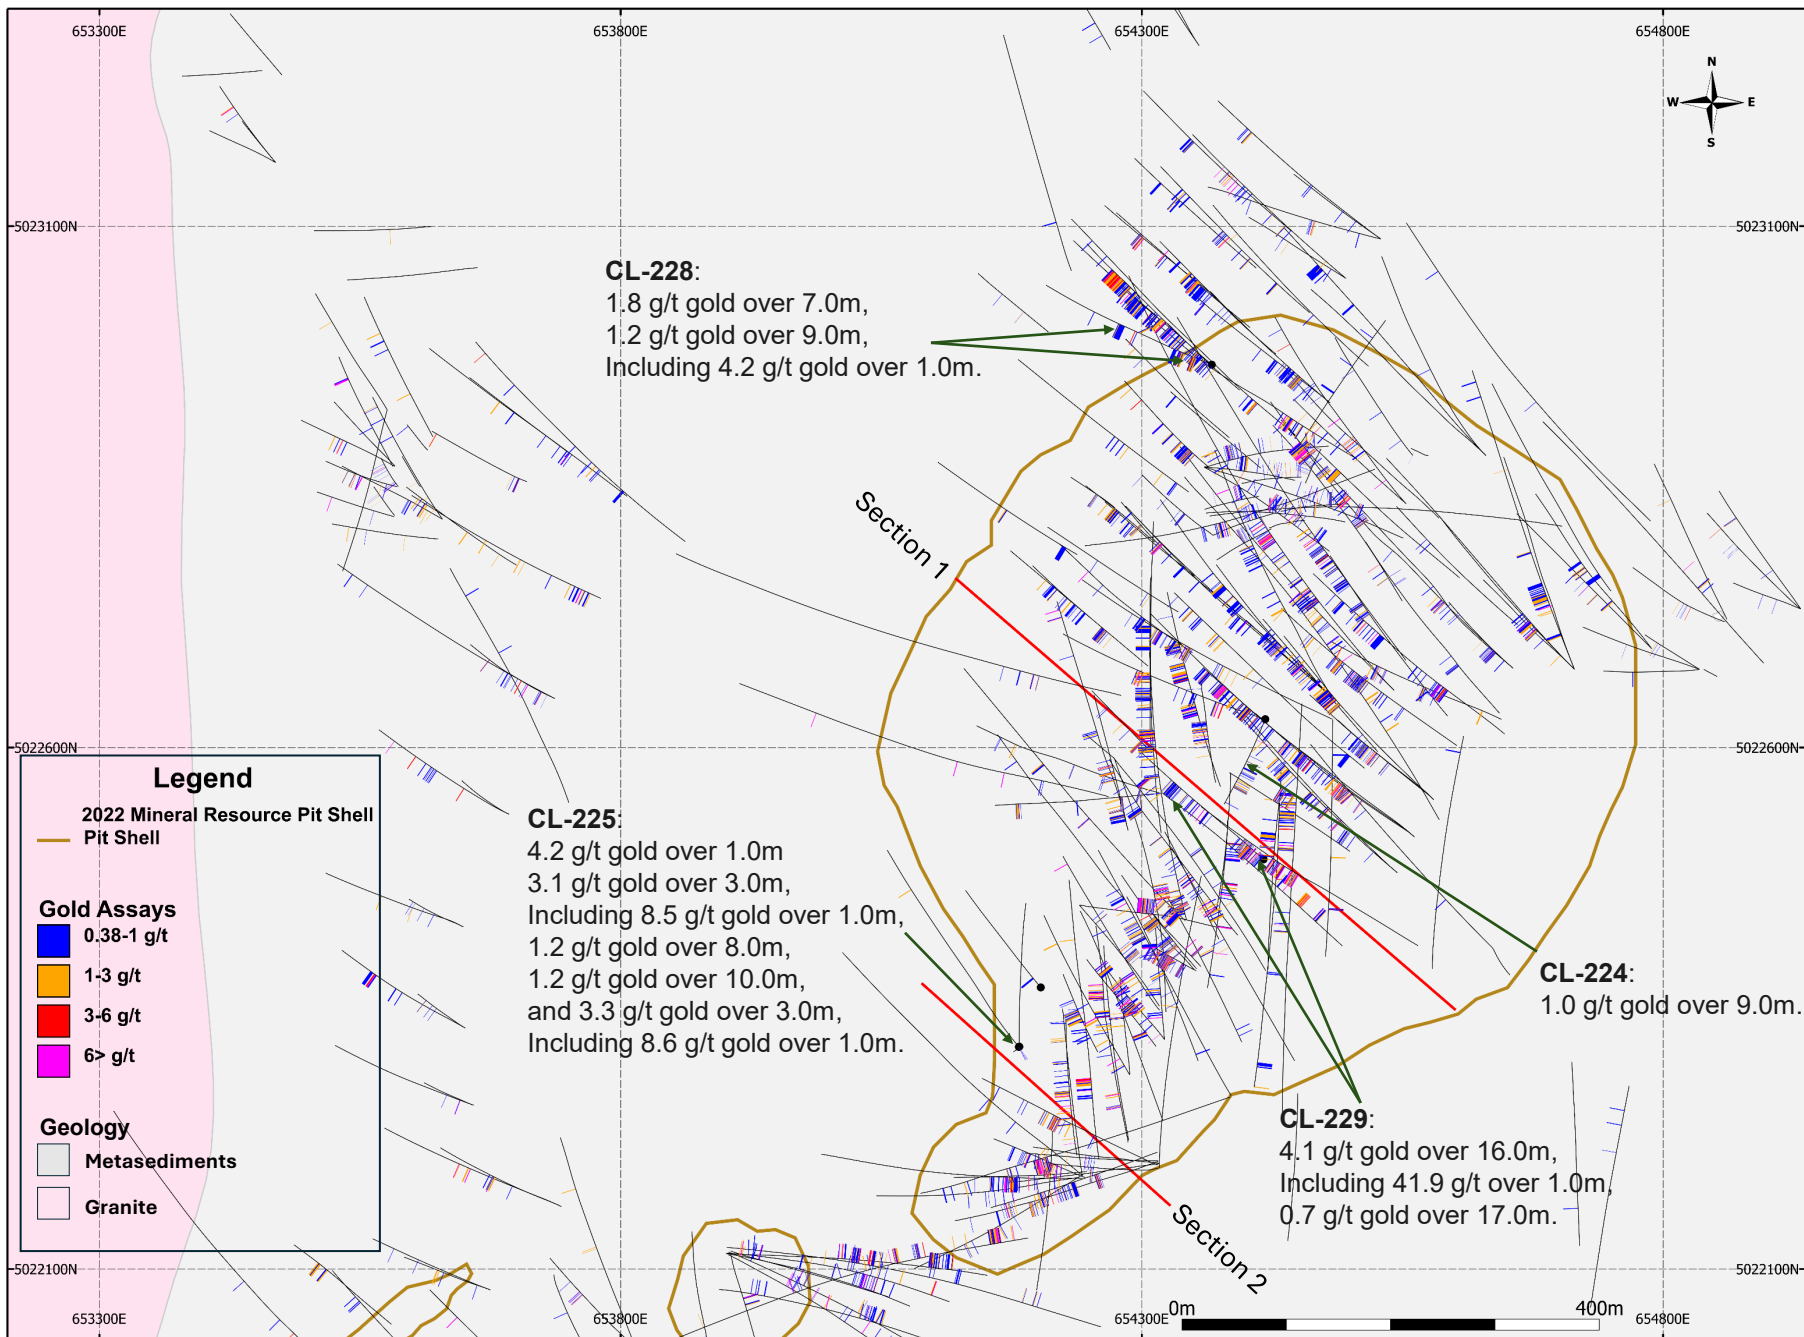 653300E
653800E
654300E
654800E
N
W
E
S
5023100N
5023100N
CL-228:
1.8 g/t gold over 7.0m,
1.2 g/t gold over 9.0m,
Including 4.2 g/t gold over 1.0m.
Section 1
5022600N
5022600N
Legend
2022 Mineral Resource Pit Shell
Pit Shell
Gold Assays
0.38-1 g/t
1-3 g/t
3-6 g/t
6> g/t
Geology
Metasediments
Granite
CL-225:
4.2 g/t gold over 1.0m
3.1 g/t gold over 3.0m,
Including 8.5 g/t gold over 1.0m,
1.2 g/t gold over 8.0m,
1.2 g/t gold over 10.0m,
and 3.3 g/t gold over 3.0m,
Including 8.6 g/t gold over 1.0m.
CL-224:
1.0 g/t gold over 9.0m.
CL-229:
4.1 g/t gold over 16.0m,
Including 41.9 g/t over 1.0m,
0.7 g/t gold over 17.0m.
Section 2
5022100N
5022100N
0m
400m
653300E
653800E
654300E
654800E